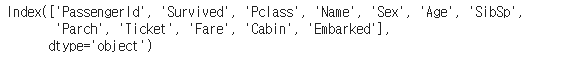 Index(['PassengerId', 'Survived', 'Pclass', 'Name', 'Sex', 'Age', 'SibSp',
'Parch', 'Ticket', 'Fare', 'Cabin', 'Embarked'],
dtype='object')